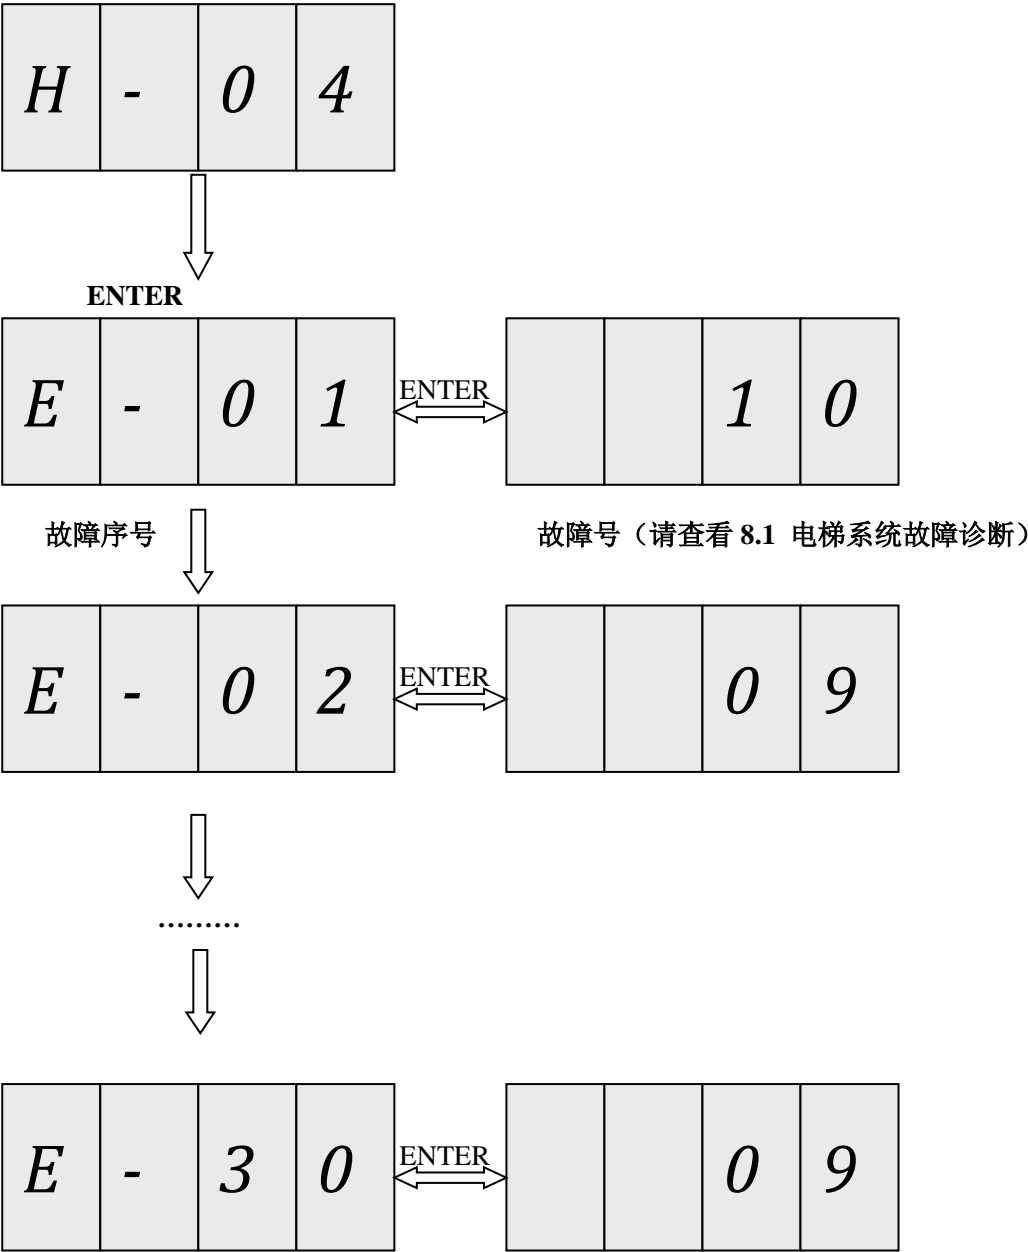 H - 0 4
ENTER
E - 0 1 ENTER 1 0
故障序号 故障号（请查看 8.1 电梯系统故障诊断）
E - 0 2 ENTER 0 9
………
E - 3 0 ENTER 0 9